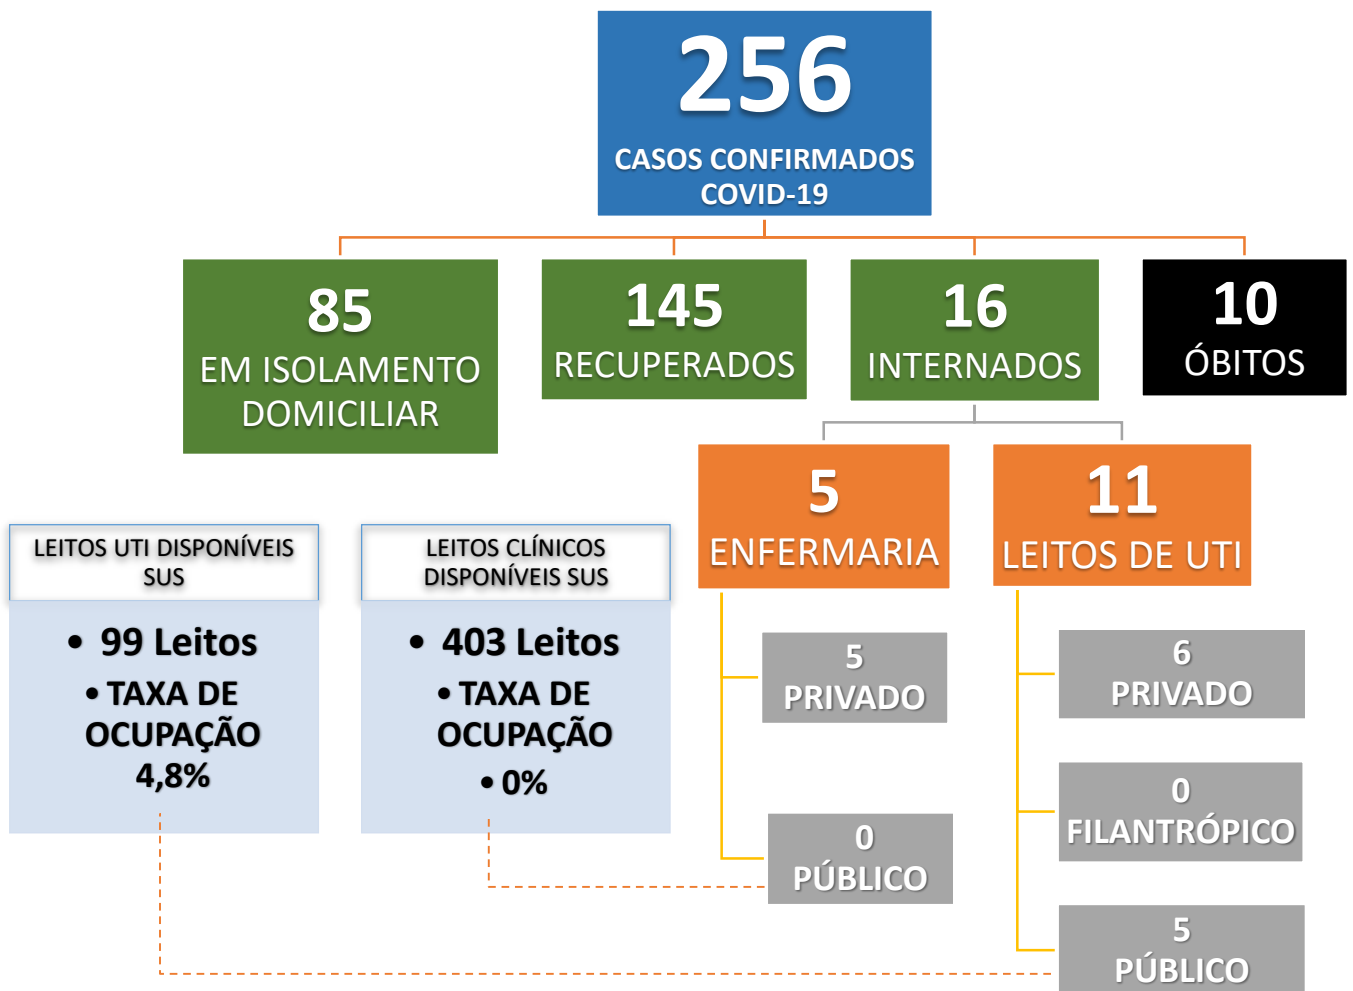 256
CASOS CONFIRMADOS
COVID-19
85
EM ISOLAMENTO
DOMICILIAR
145
RECUPERADOS
16
INTERNADOS
10
ÓBITOS
5
ENFERMARIA
11
LEITOS DE UTI
LEITOS UTI DISPONÍVEIS
SUS
• 99 Leitos
• TAXA DE
OCUPAÇÃO
4,8%
LEITOS CLÍNICOS
DISPONÍVEIS SUS
• 403 Leitos
• TAXA DE
OCUPAÇÃO
• 0%
5
PRIVADO
0
PÚBLICO
6
PRIVADO
0
FILANTRÓPICO
5
PÚBLICO